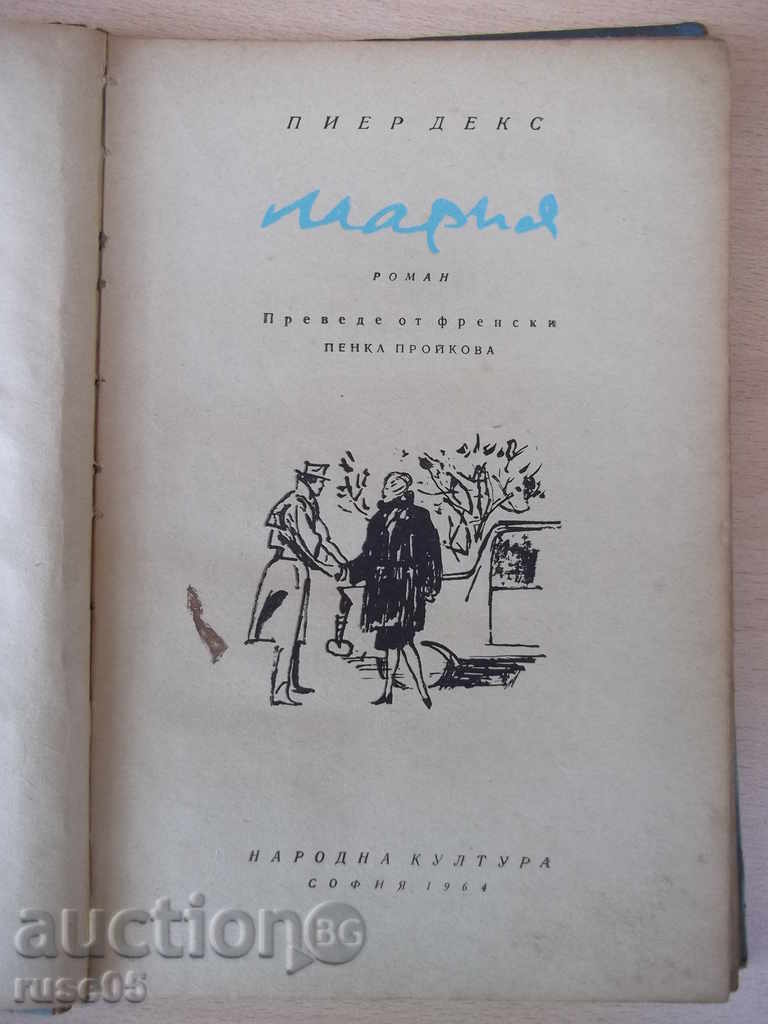 ПИЕР ДЕКС
Мария
РОМАН
Преведе от френски
ПЕНКА ПРОЙКОВА
НАРОДНА КУЛТУРА
СОФИЯ 1964
auction BG
ruse05